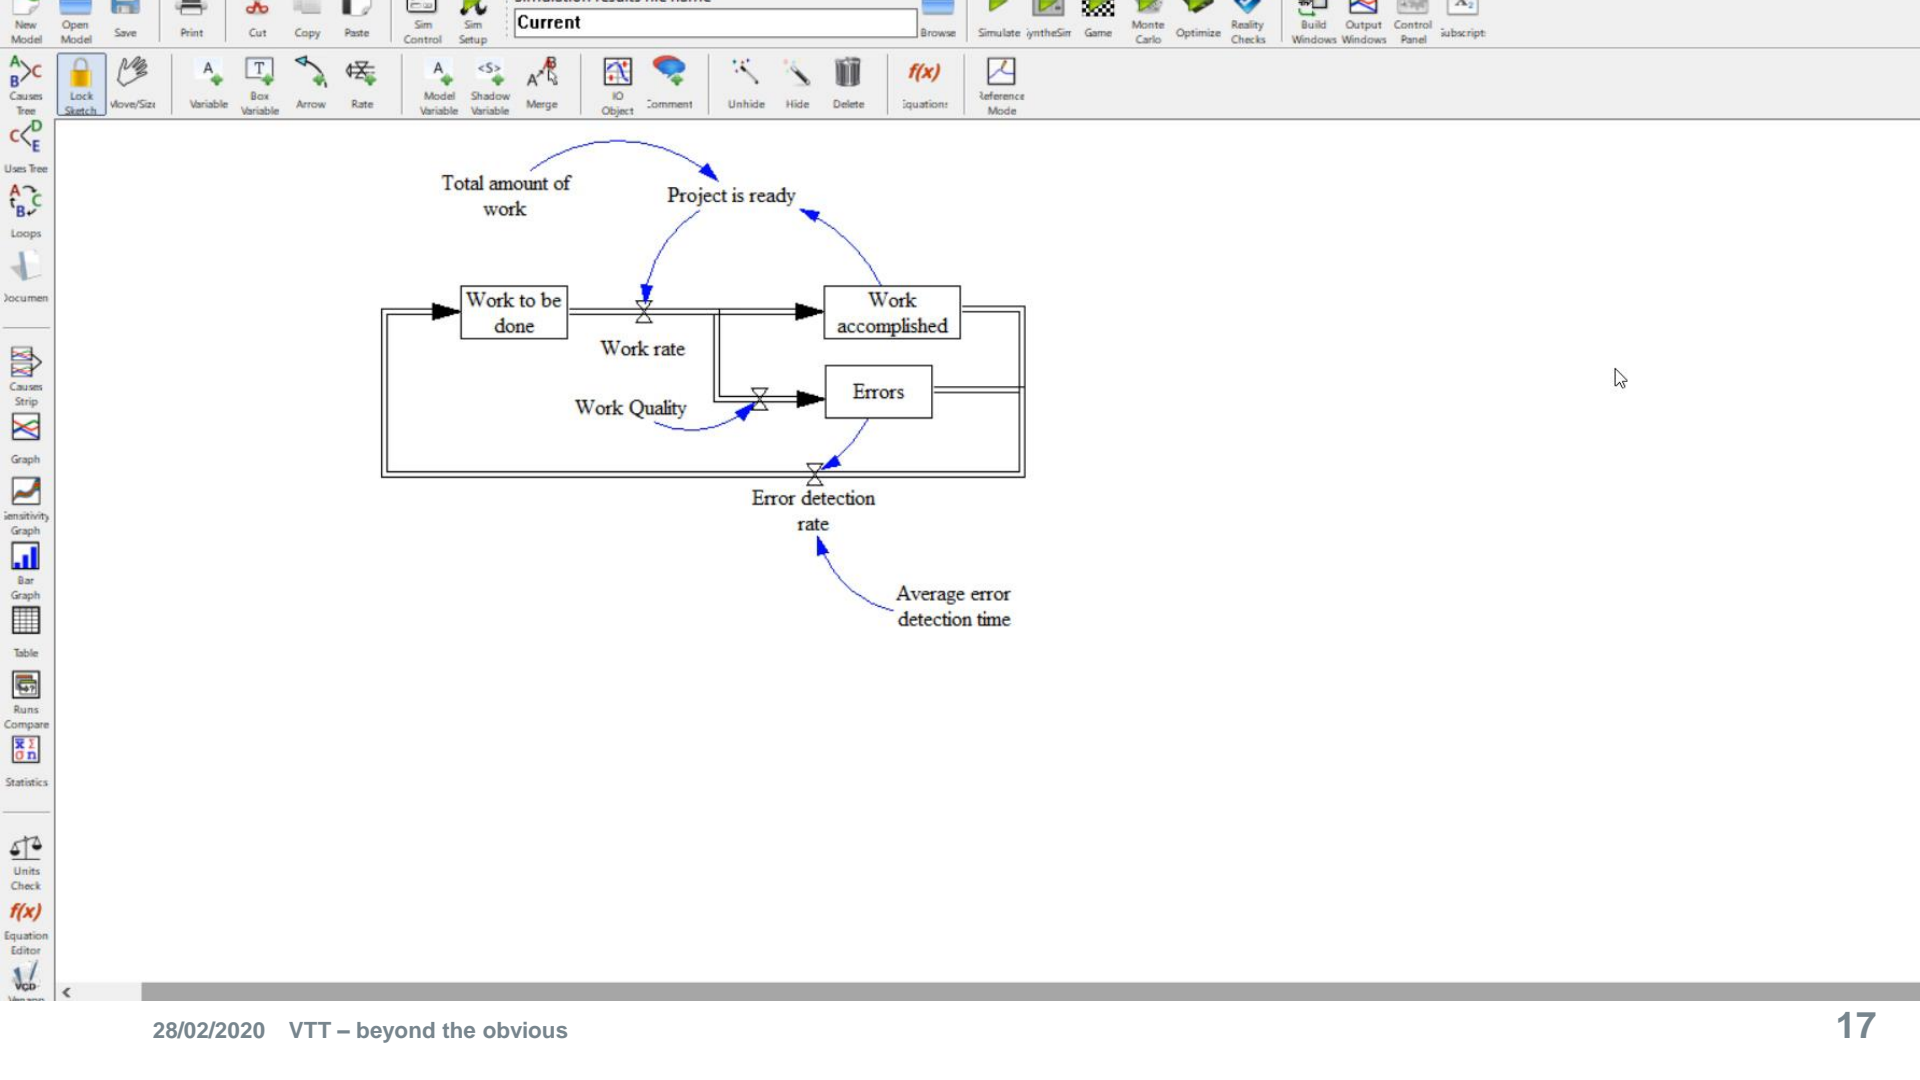 Current
New
Model
Open
Model
Save
Print
Cut
Copy
Paste
Sim
Control
Sim
Setup
Browse
Simulate
Game
Monte
Carlo
Optimize
Reality
Checks
Build
Windows
Output
Windows
Control
Panel
Causes
Tree
Lock
Sketch
Variable
Box
Variable
Arrow
Rate
Model
Variable
Shadow
Variable
Merge
IO
Object
Unhide
Hide
Delete
f(x)
Mode
Uses Tree
Loops
Causes
Strip
Graph
Graph
Bar
Graph
Table
Runs
Compare
Statistics
Units
Check
f(x)
Equation
Editor
Total amount of
work
Project is ready
Work to be
done
Work
accomplished
Work rate
Work Quality
Errors
Error detection
rate
Average error
detection time
28/02/2020 VTT – beyond the obvious
17